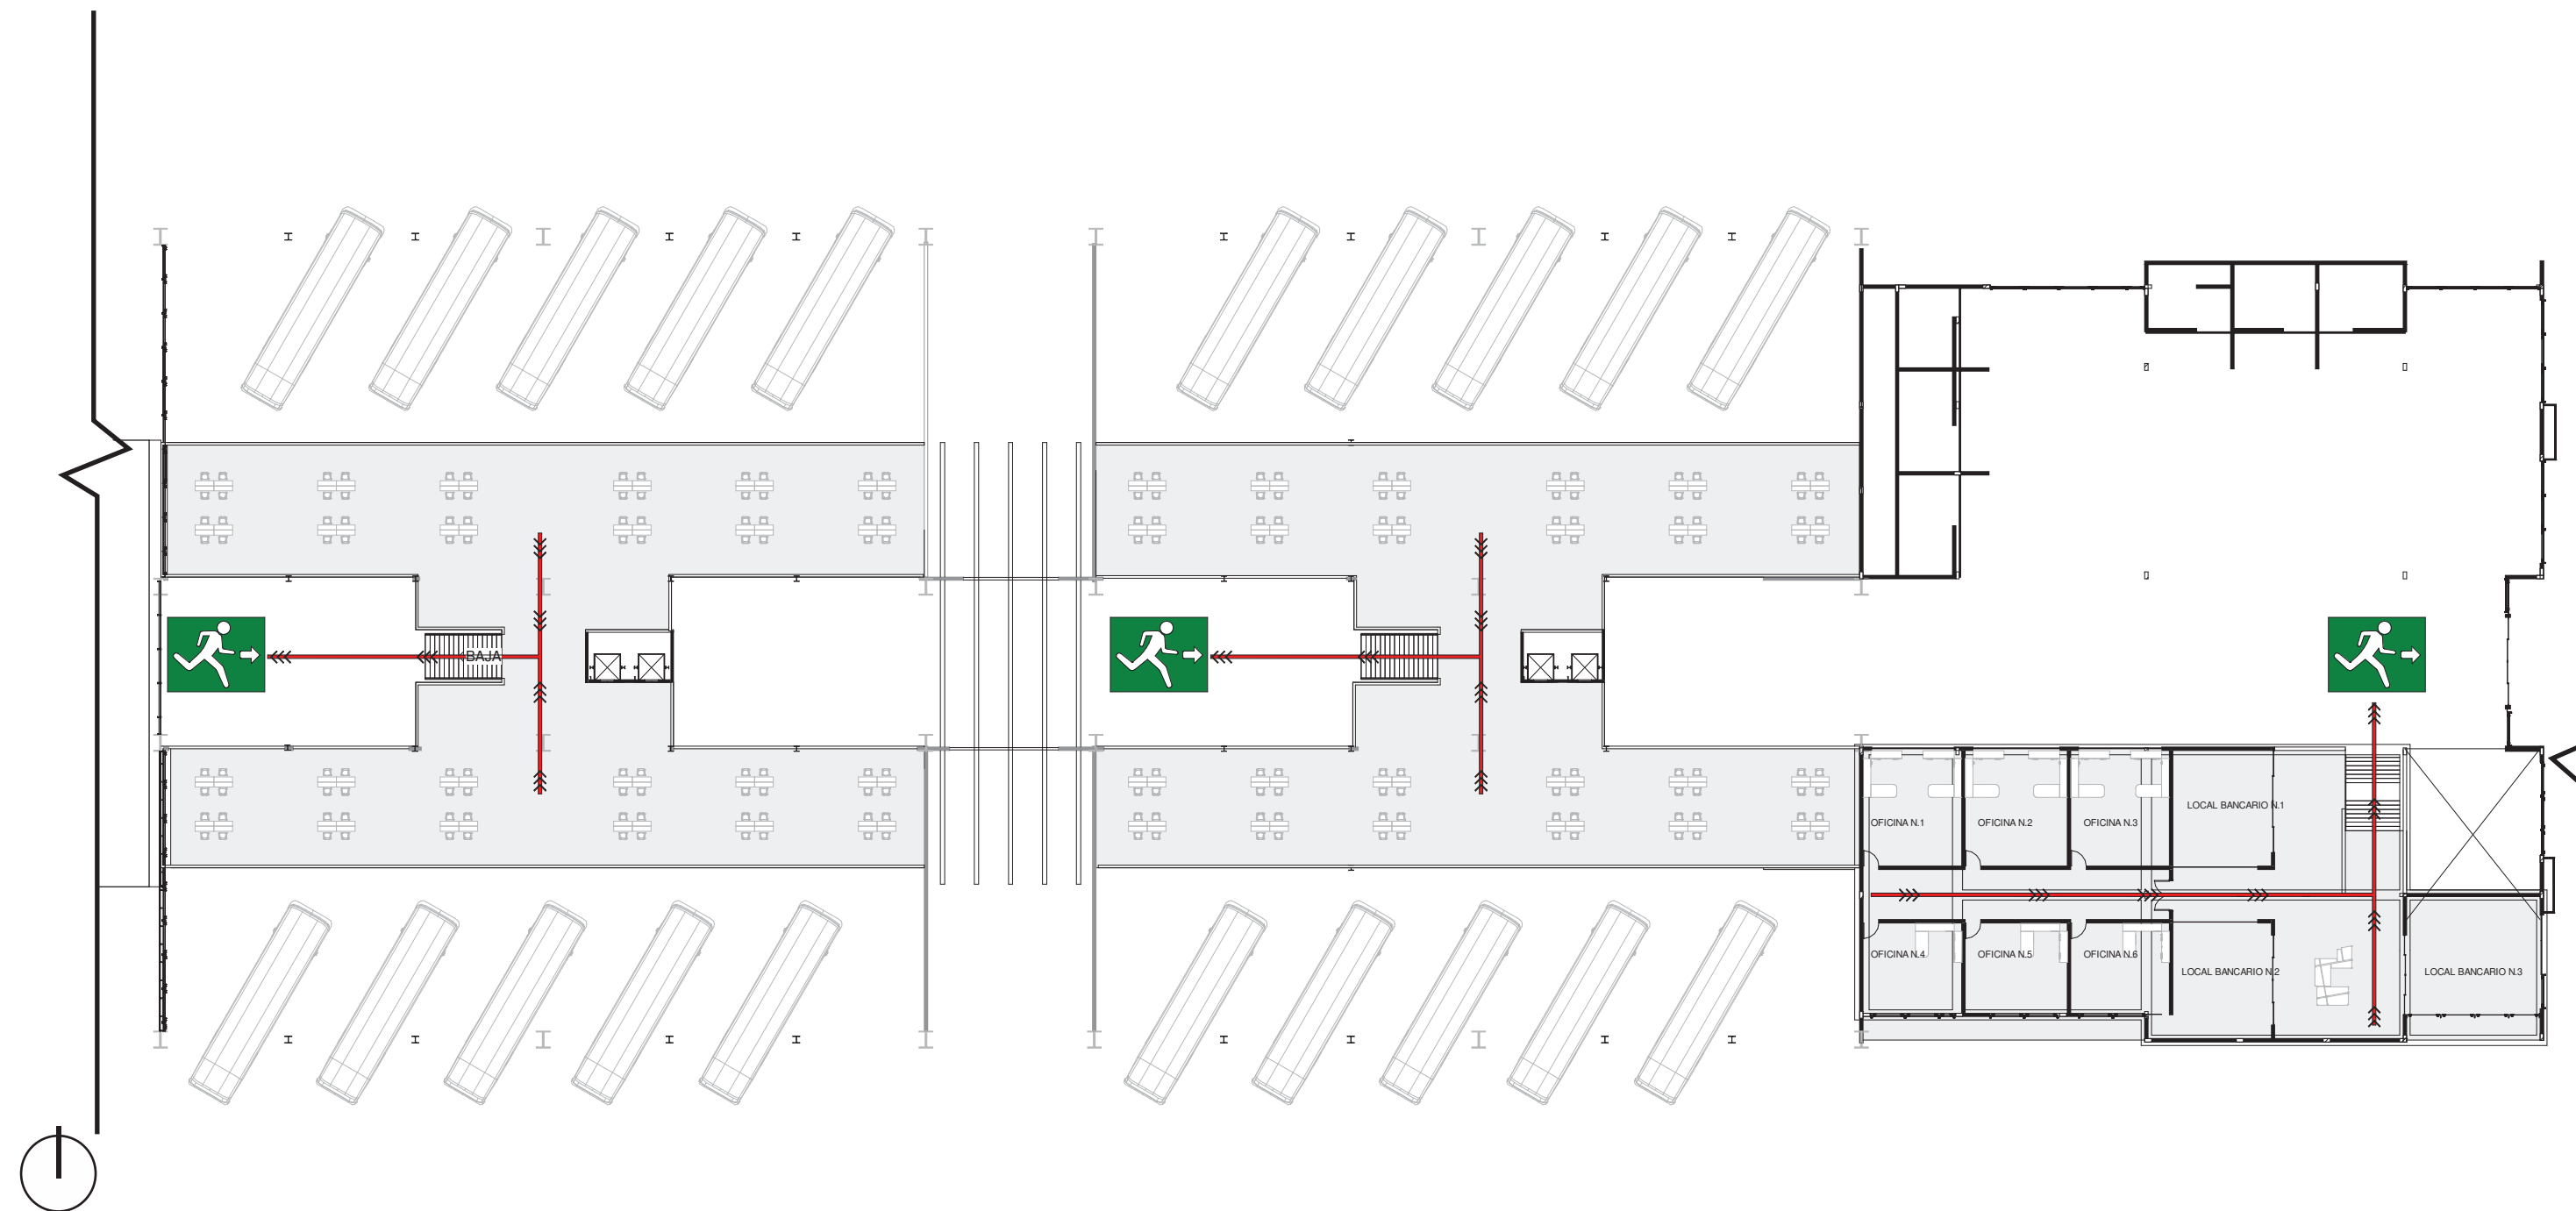 BAJA
LOCAL BANCARIO N.1
OFICINA N.1
OFICINA N.2
OFICINA N.3
OFICINA N.4
OFICINA N.5
OFICINA N.6
LOCAL BANCARIO N.2
LOCAL BANCARIO N.3